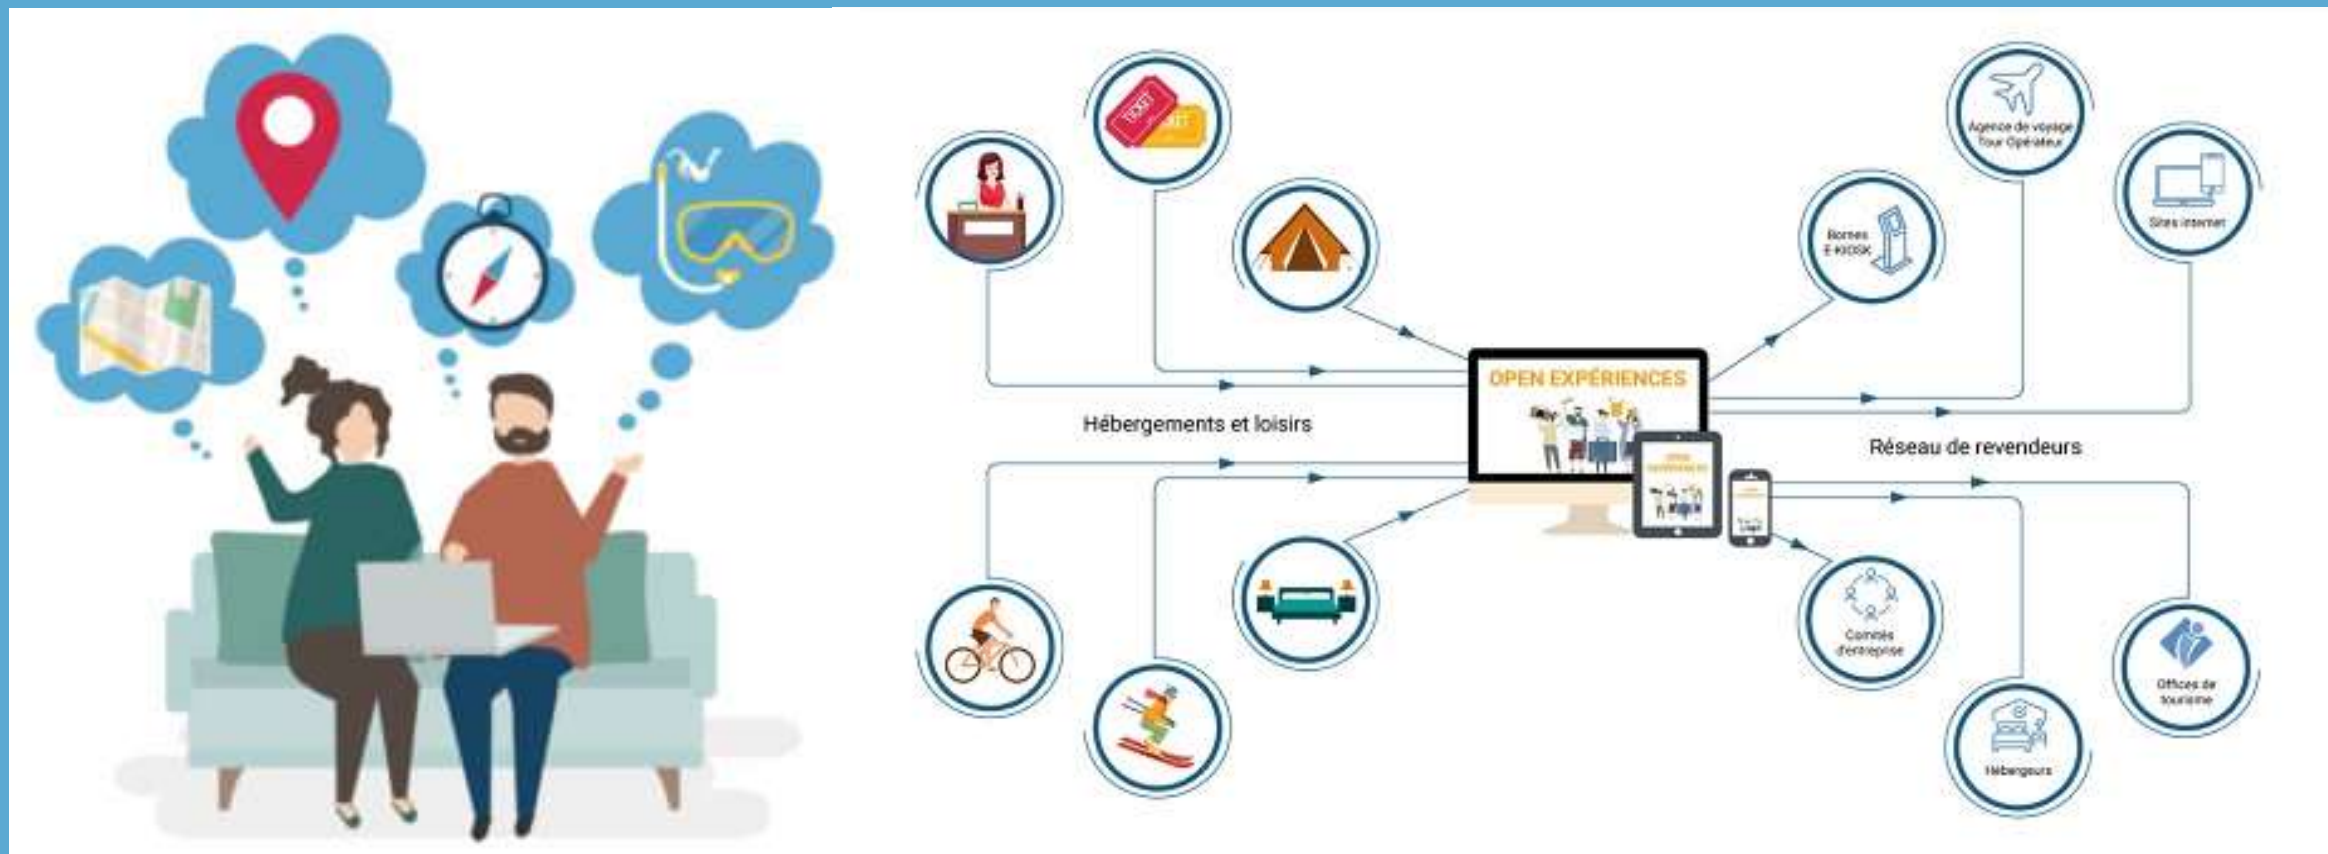 TICKET
Agence de voyage
Tour Opérateur
Bornes
E-KIOSK
Sites internet
OPEN EXPÉRIENCES
Hébergements et loisirs
Réseau de revendeurs
Comités
d'entreprise
Offices de
tourisme
Hébergeurs